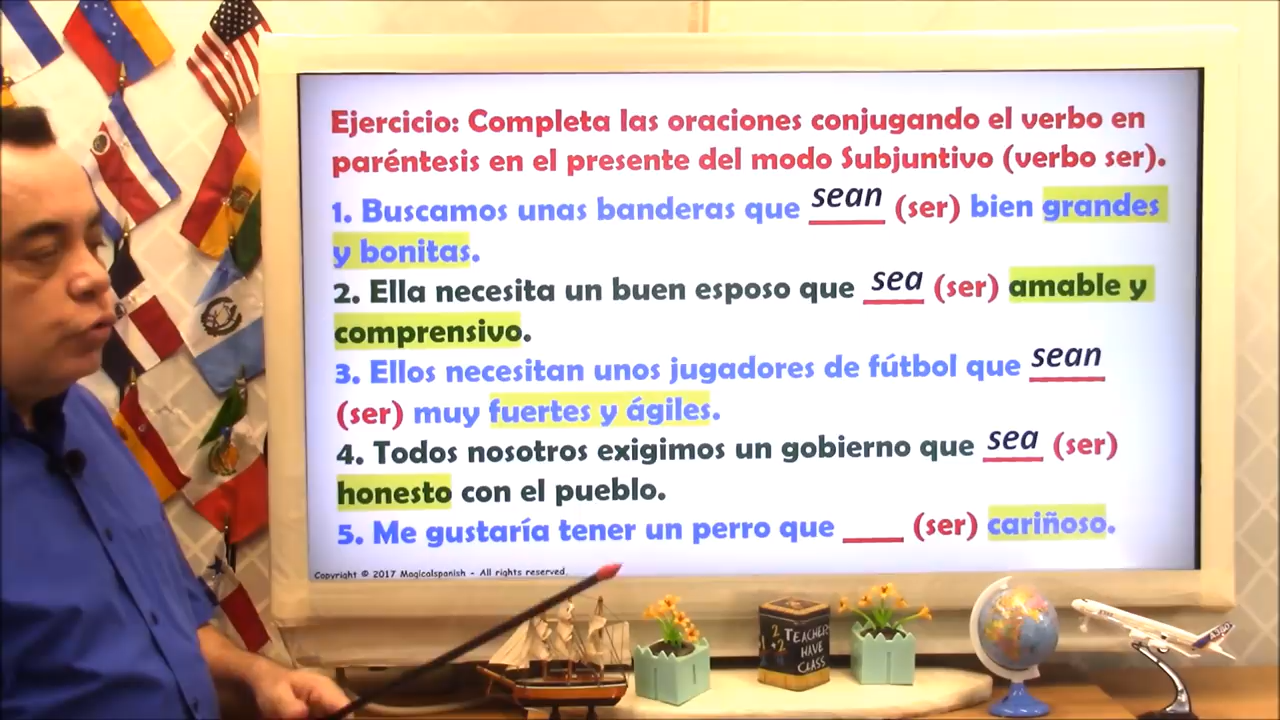 Ejercicio: Completa las oraciones conjugando el verbo en
paréntesis en el presente del modo Subjuntivo (verbo ser).
1. Buscamos unas banderas que sean (ser) bien grandes
y bonitas.
2. Ella necesita un buen esposo que sea (ser) amable y
comprensivo.
3. Ellos necesitan unos jugadores de fútbol que sean
(ser) muy fuertes y ágiles.
4. Todos nosotros exigimos un gobierno que sea (ser)
honesto con el pueblo.
5. Me gustaría tener un perro que ____ (ser) cariñoso.
Copyright © 2017 Magicalspanish - All rights reserved.
2
+2
TEACHERS
HAVE
CLASS
A380